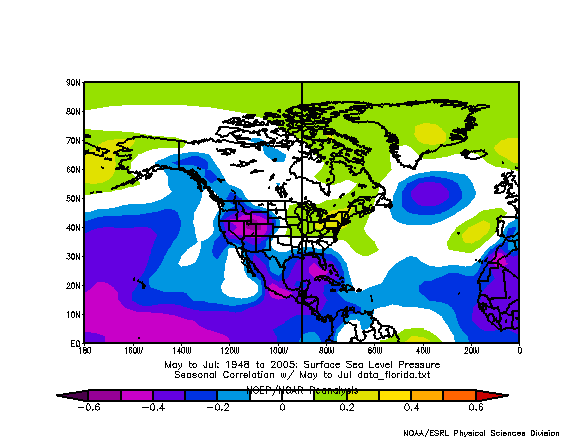 90N
80N
70N
60N
50N
40N
30N
20N
10N
EQ
180 160W 140W 120W 100W 80W 60W 40W 20W 0
May to Jul: 1948 to 2005: Surface Sea Level Pressure
Seasonal Correlation w/ May to Jul data_florida.txt
NCEP/NCAR Reanalysis
-0.6 -0.4 -0.2 0 0.2 0.4 0.6
NOAA/ESRL Physical Sciences Division